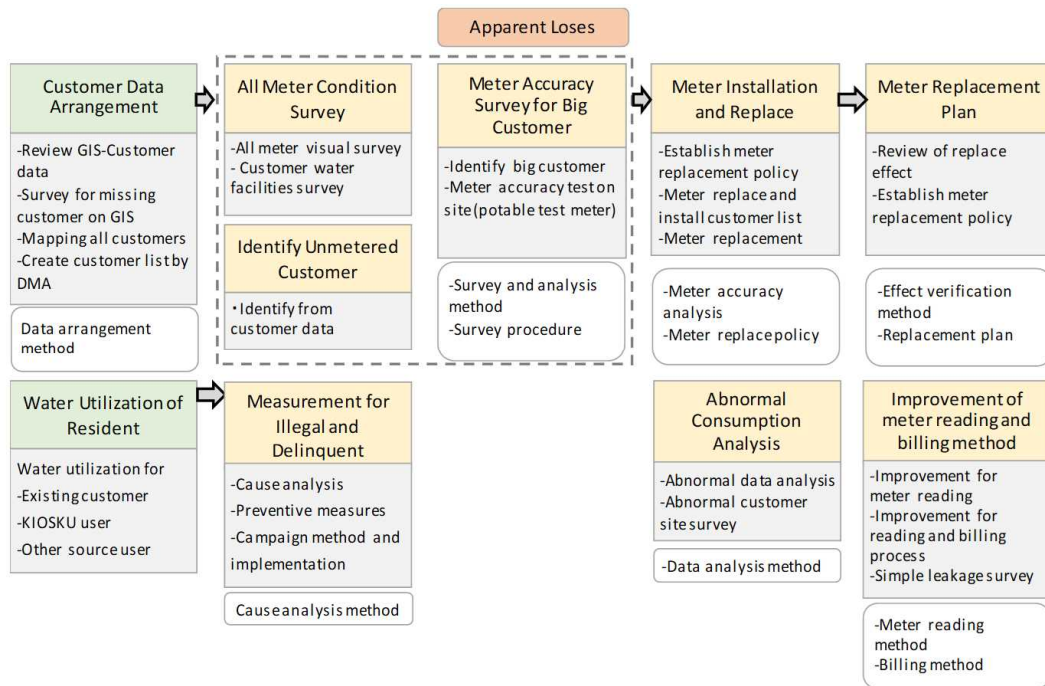 Apparent Loses
Customer Data
Arrangement
-Review GIS-Customer
data
-Survey for missing
customer on GIS
-Mapping all customers
-Create customer list by
DMA
Data arrangement
method
All Meter Condition
Survey
-All meter visual survey
- Customer water
facilities survey
Identify Unmetered
Customer
・Identify from
customer data
Meter Accuracy
Survey for Big
Customer
-Identify big customer
-Meter accuracy test on
site (potable test meter)
-Survey and analysis
method
-Survey procedure
Meter Installation
and Replace
-Establish meter
replacement policy
-Meter replace and
install customer list
-Meter replacement
-Meter accuracy
analysis
-Meter replace policy
Meter Replacement
Plan
-Review of replace
effect
-Establish meter
replacement policy
-Effect verification
method
-Replacement plan
Water Utilization of
Resident
Water utilization for
-Existing customer
-KIOSKU user
-Other source user
Measurement for
Illegal and
Delinquent
-Cause analysis
-Preventive measures
-Campaign method and
implementation
Cause analysis method
Abnormal
Consumption
Analysis
-Abnormal data analysis
-Abnormal customer
site survey
-Data analysis method
Improvement of
meter reading and
billing method
-Improvement for
meter reading
-Improvement for
reading and billing
process
-Simple leakage survey
-Meter reading
method
-Billing method